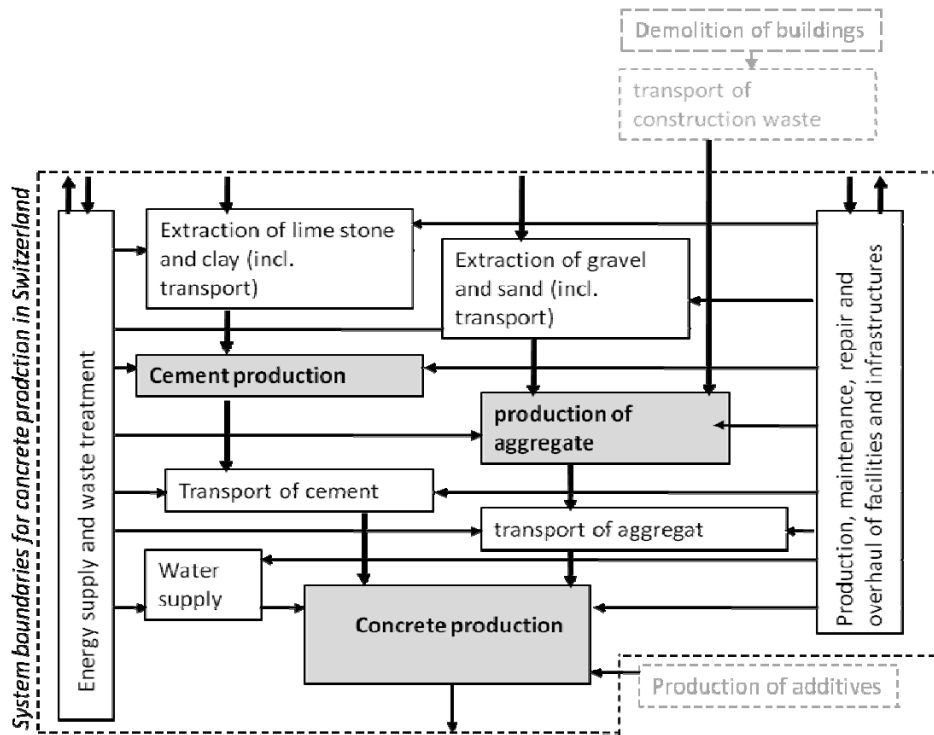 Demolition of buildings
transport of
construction waste
System boundaries for concrete prodction in Switzerland
Energy supply and waste treatment
Extraction of lime stone
and clay (incl.
transport)
Extraction of gravel
and sand (incl.
transport)
Cement production
production of
aggregate
Transport of cement
transport of aggregat
Water
supply
Concrete production
Production of additives
Production, maintenance, repair and
overhaul of facilities and infrastructures